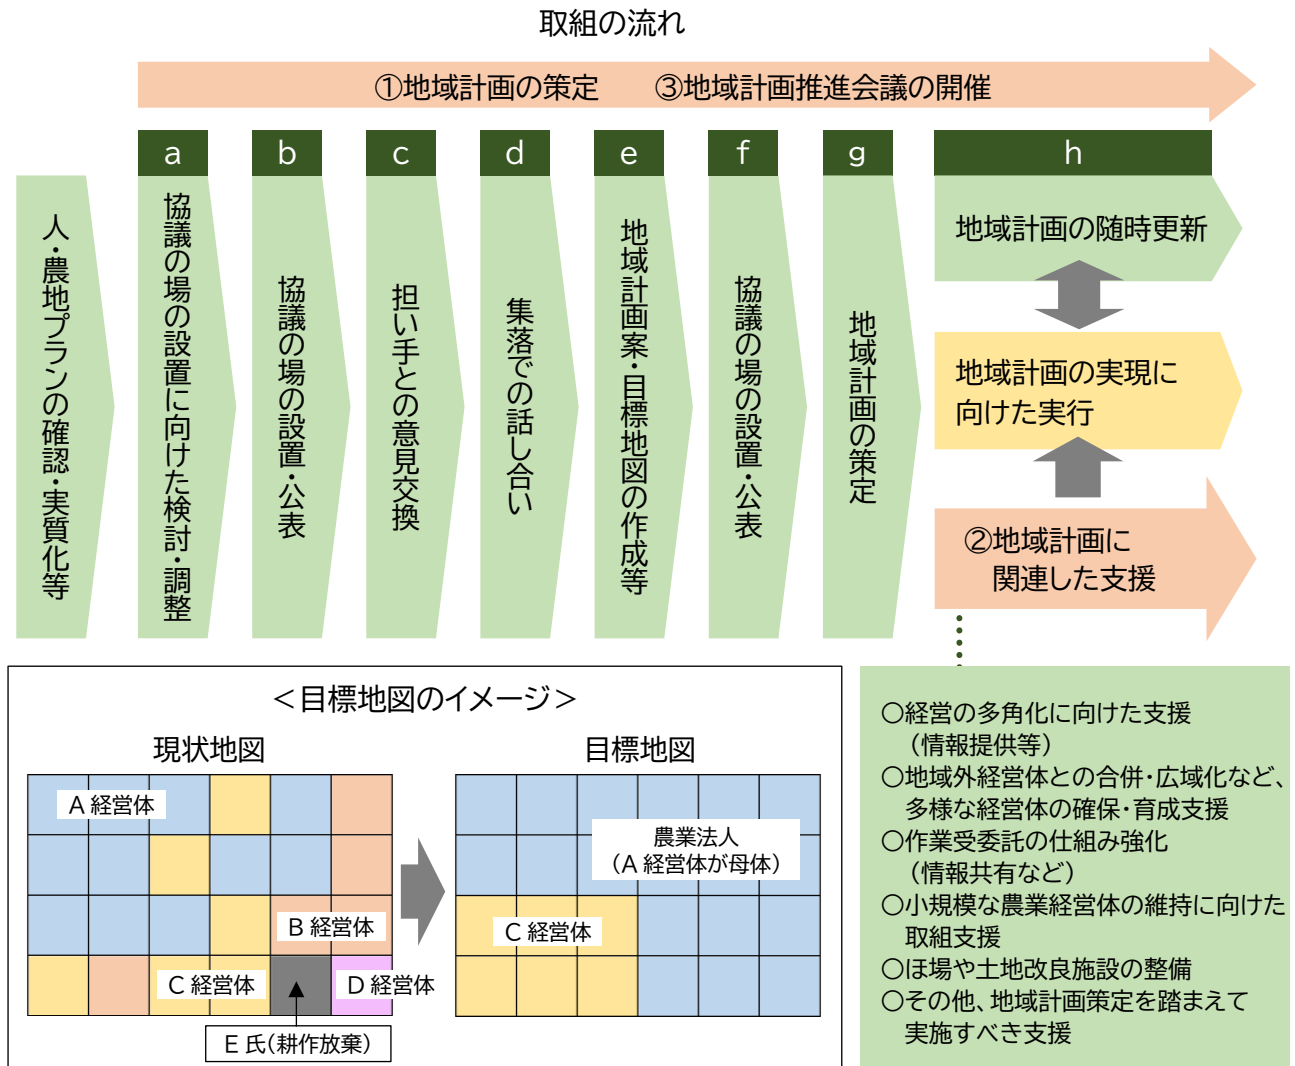 取組の流れ
①地域計画の策定　③地域計画推進会議の開催
人・農地プランの確認・実質化等
a
協議の場の設置に向けた検討・調整
b
協議の場の設置・公表
c
担い手との意見交換
d
集落での話し合い
e
地域計画案・目標地図の作成等
f
協議の場の設置・公表
g
地域計画の策定
h
地域計画の随時更新
地域計画の実現に
向けた実行
②地域計画に
関連した支援
＜目標地図のイメージ＞
現状地図
A 経営体
B 経営体
C 経営体
D 経営体
E 氏（耕作放棄）
目標地図
農業法人
（A 経営体が母体）
C 経営体
○経営の多角化に向けた支援
（情報提供等）
○地域外経営体との合併・広域化など、
多様な経営体の確保・育成支援
○作業受委託の仕組み強化
（情報共有など）
○小規模な農業経営体の維持に向けた
取組支援
○ほ場や土地改良施設の整備
○その他、地域計画策定を踏まえて
実施すべき支援